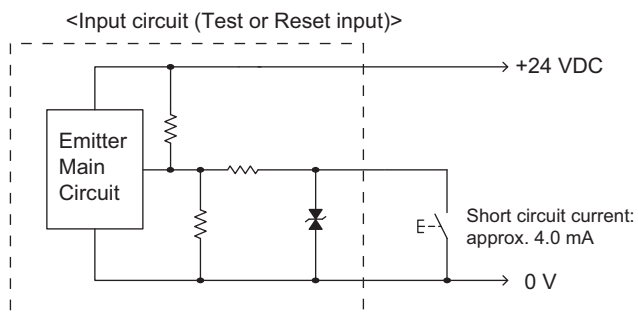 <Input circuit (Test or Reset input)>
+24 VDC
Emitter
Main
Circuit
Short circuit current:
approx. 4.0 mA
0 V